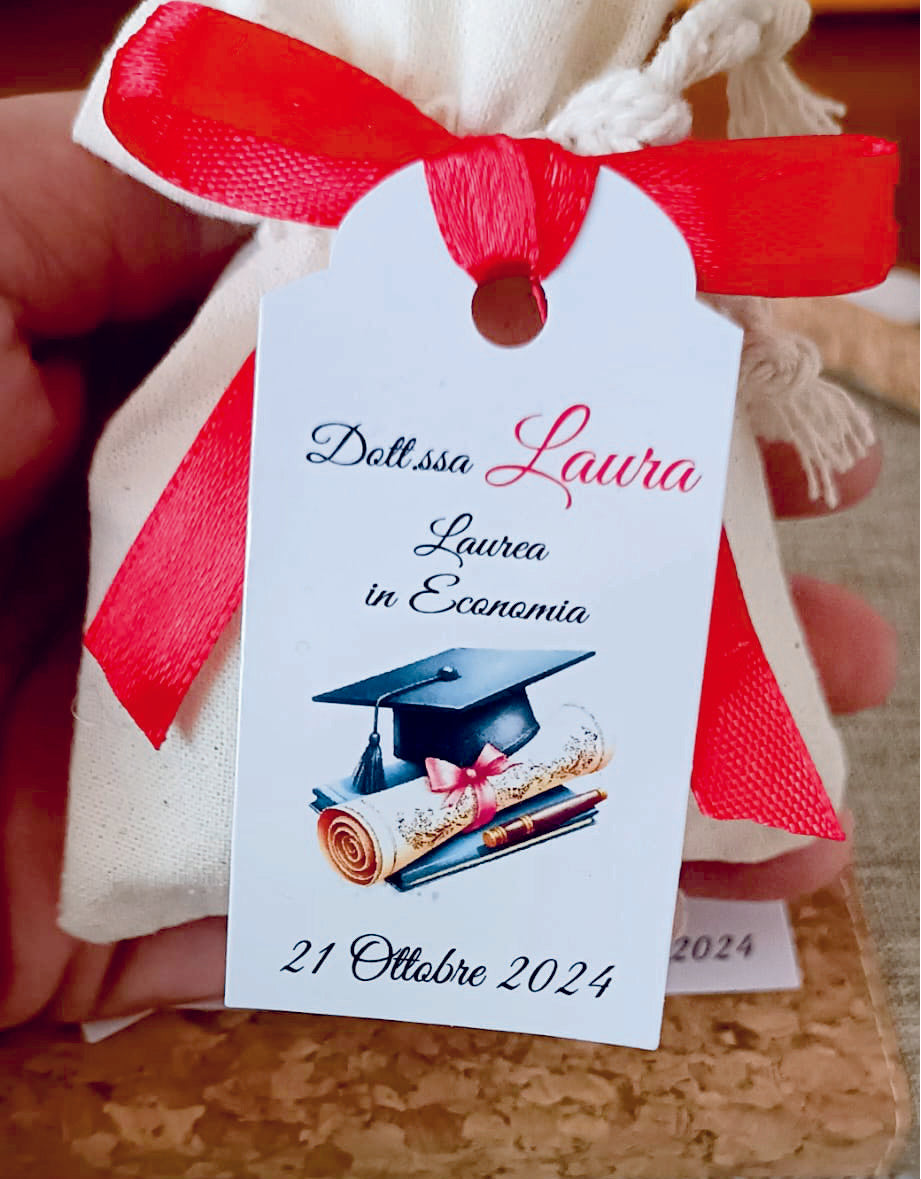 Dott.ssa Laura
Laurea
in Economia
21 Ottobre 2024
2024